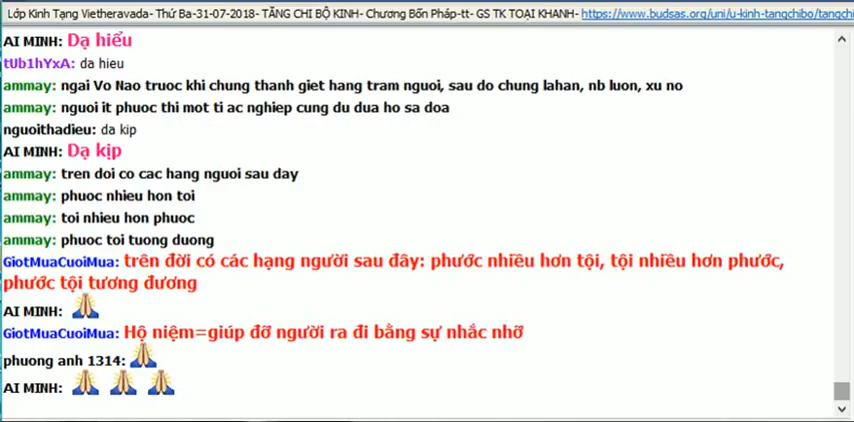 Lớp Kinh Tạng Vietheravada- Thứ Ba-31-07-2018- TĂNG CHI BỘ KINH- Chương Bốn Pháp-tt- GS TK TOẠI KHANH- https://www.budsas.org/uni/u-kinh-tangchibo/tangchi
AI MINH: Dạ hiểu
tUb1hYxA: da hieu
ammay: ngai Vo Nao truoc khi chung thanh giet hang tram nguoi, sau do chung lahan, nb luon, xu no
ammay: nguoi it phuoc thi mot ti ac nghiep cung du dua ho sa doa
nguoithadieu: da kip
AI MINH: Dạ kịp
ammay: tren doi co cac hang nguoi sau day
ammay: phuoc nhieu hon toi
ammay: toi nhieu hon phuoc
ammay: phuoc toi tuong duong
GiotMuaCuoiMua: trên đời có các hạng người sau đây: phước nhiều hơn tội, tội nhiều hơn phước,
phước tội tương đương
AI MINH: 🙏
GiotMuaCuoiMua: Hộ niệm=giúp đỡ người ra đi bằng sự nhắc nhỡ
phuong anh 1314: 🙏
AI MINH: 🙏 🙏 🙏